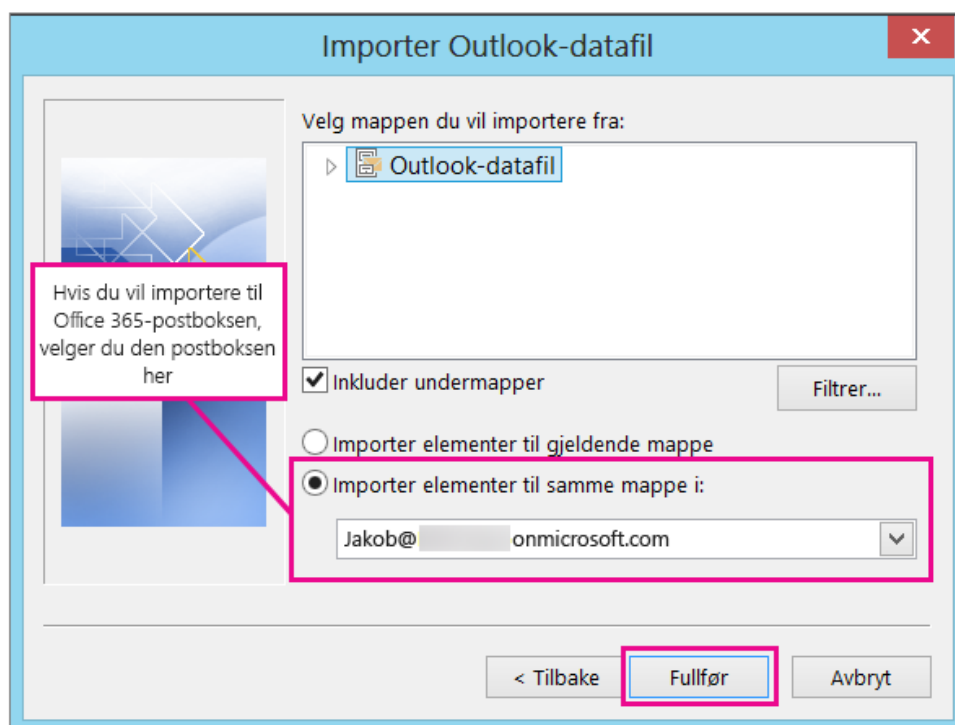 Importer Outlook-datafil
Velg mappen du vil importere fra:
Outlook-datafil
Hvis du vil importere til
Office 365-postboksen,
velger du den postboksen
her
Inkluder undermapper
Filtrer...
Importer elementer til gjeldende mappe
Importer elementer til samme mappe i:
Jakob@ onmicrosoft.com
< Tilbake
Fullfør
Avbryt